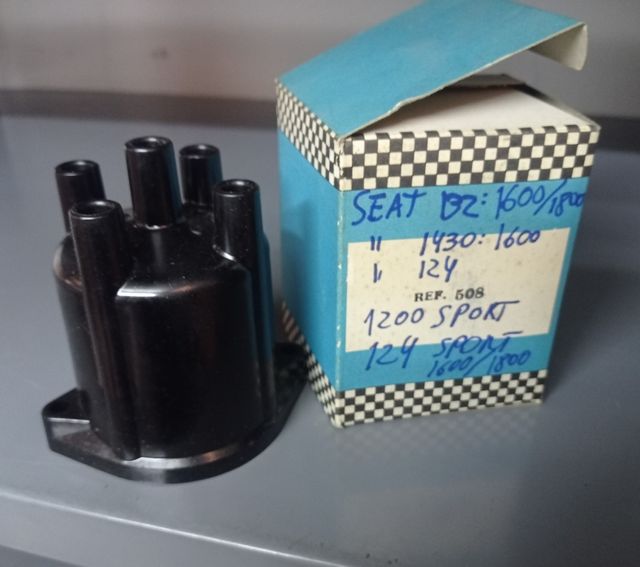 SEAT 132: 1600/1800
" 1430: 1600
" 124
REF. 508
1200 SPORT
124 SPORT
1600/1800